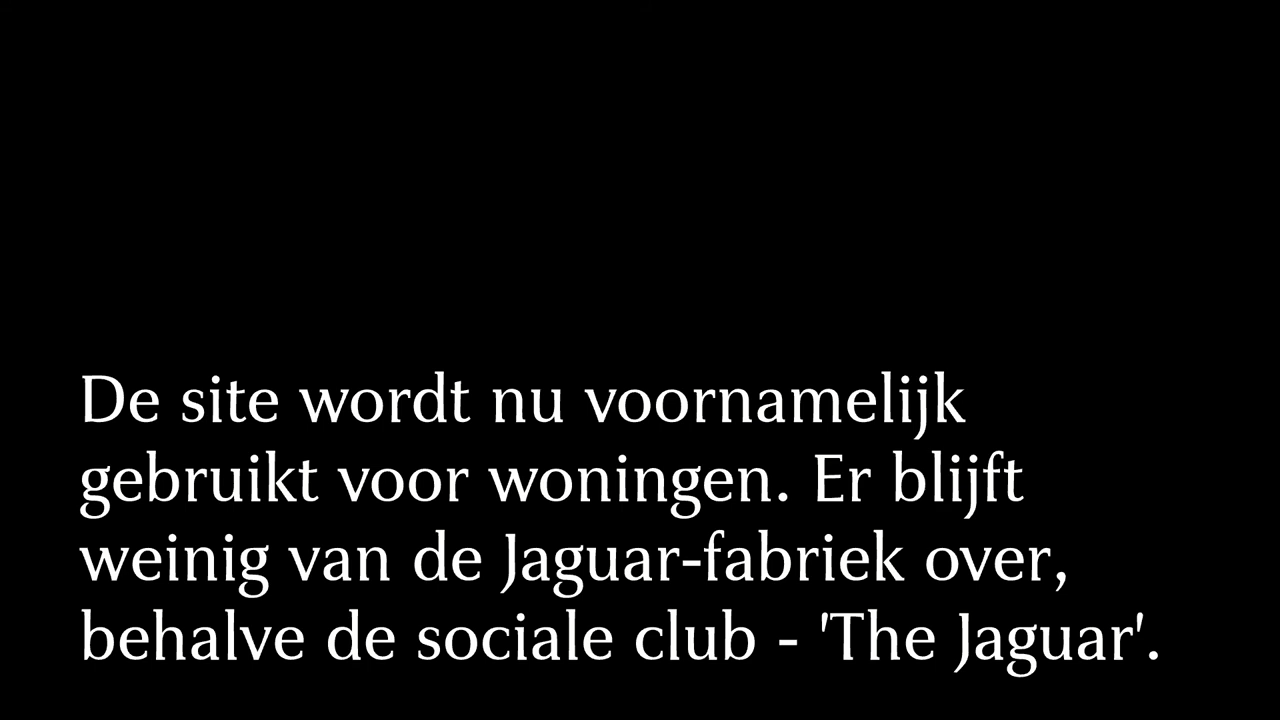 De site wordt nu voornamelijk
gebruikt voor woningen. Er blijft
weinig van de Jaguar-fabriek over,
behalve de sociale club - 'The Jaguar'.